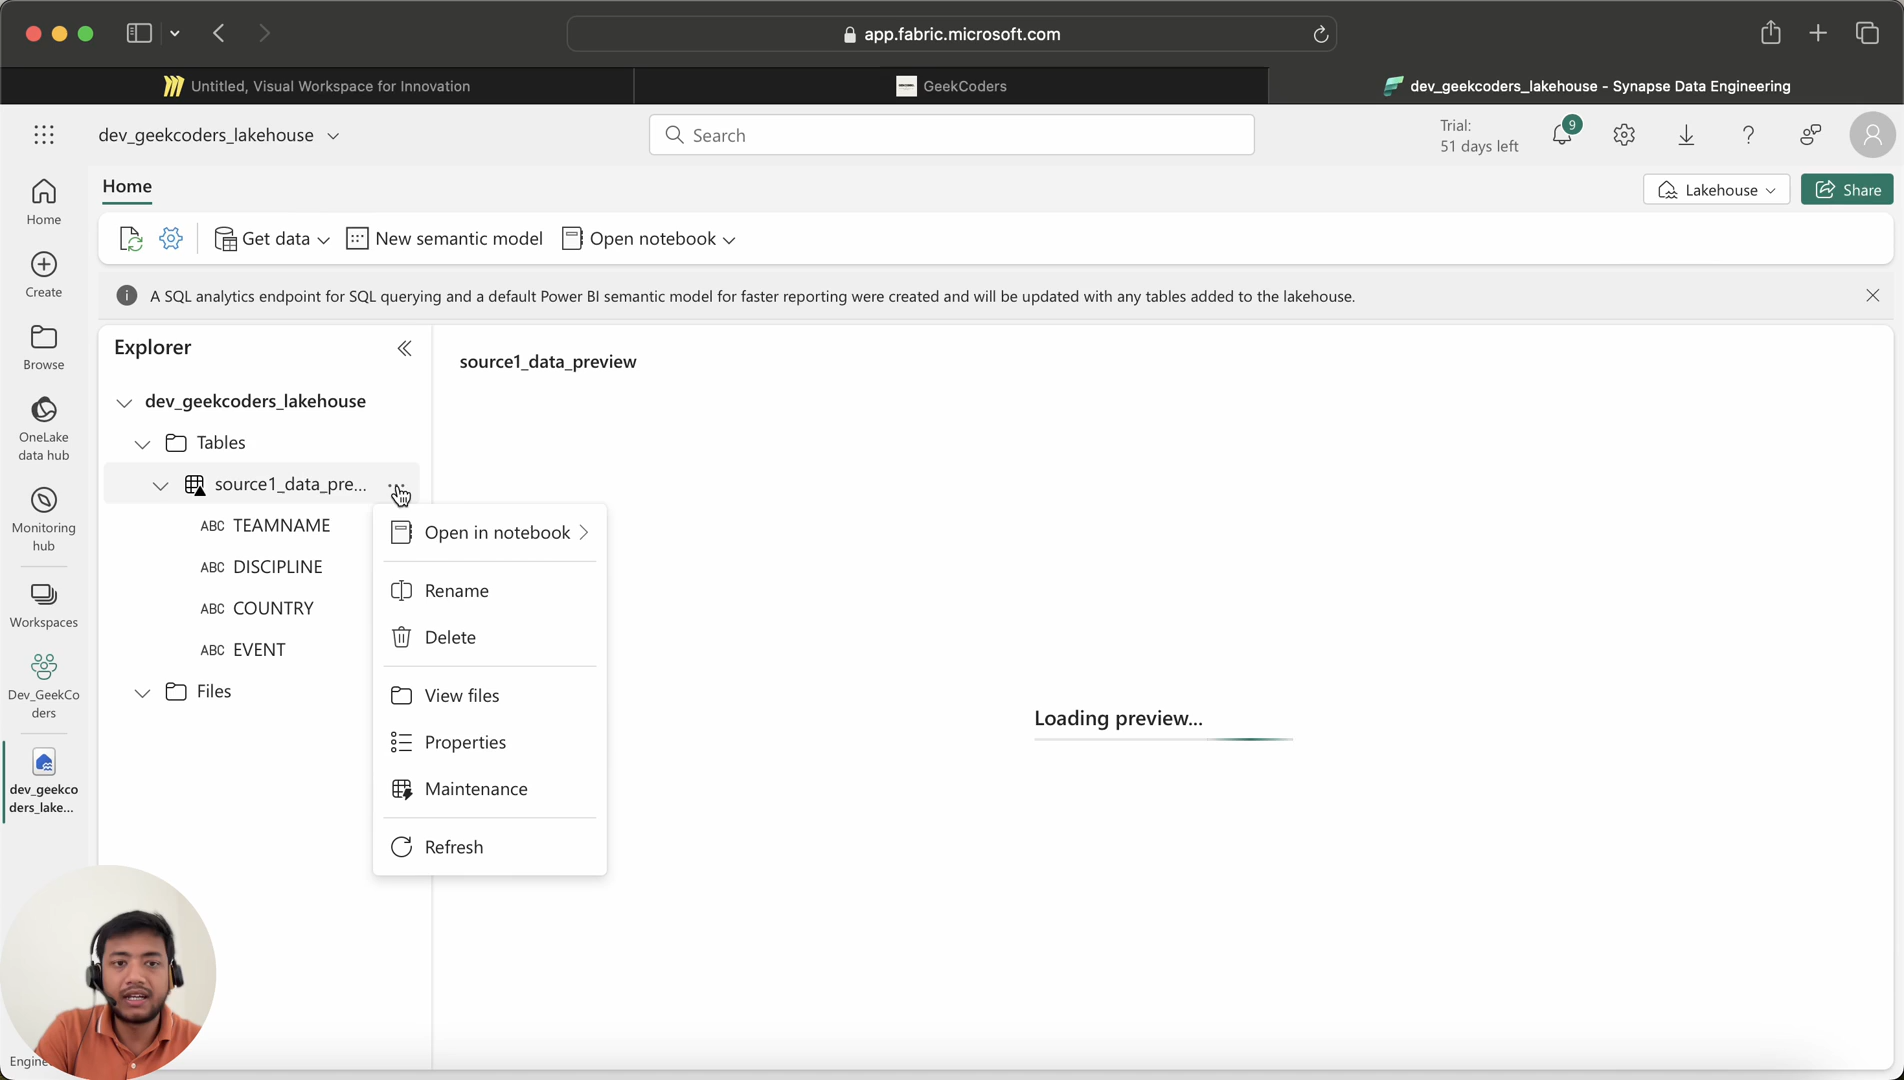 app.fabric.microsoft.com
Untitled, Visual Workspace for Innovation
GeekCoders
dev_geekcoders_lakehouse - Synapse Data Engineering
dev_geekcoders_lakehouse
Search
Trial:
51 days left
9
Home
Lakehouse
Share
Get data
New semantic model
Open notebook
A SQL analytics endpoint for SQL querying and a default Power BI semantic model for faster reporting were created and will be updated with any tables added to the lakehouse.
Home
Create
Browse
OneLake
data hub
Monitoring
hub
Workspaces
Dev_GeekCo
ders
dev_geekco
ders_lake...
Engine
Explorer
dev_geekcoders_lakehouse
Tables
source1_data_pre...
ABC TEAMNAME
ABC DISCIPLINE
ABC COUNTRY
ABC EVENT
Files
Open in notebook
Rename
Delete
View files
Properties
Maintenance
Refresh
source1_data_preview
Loading preview...